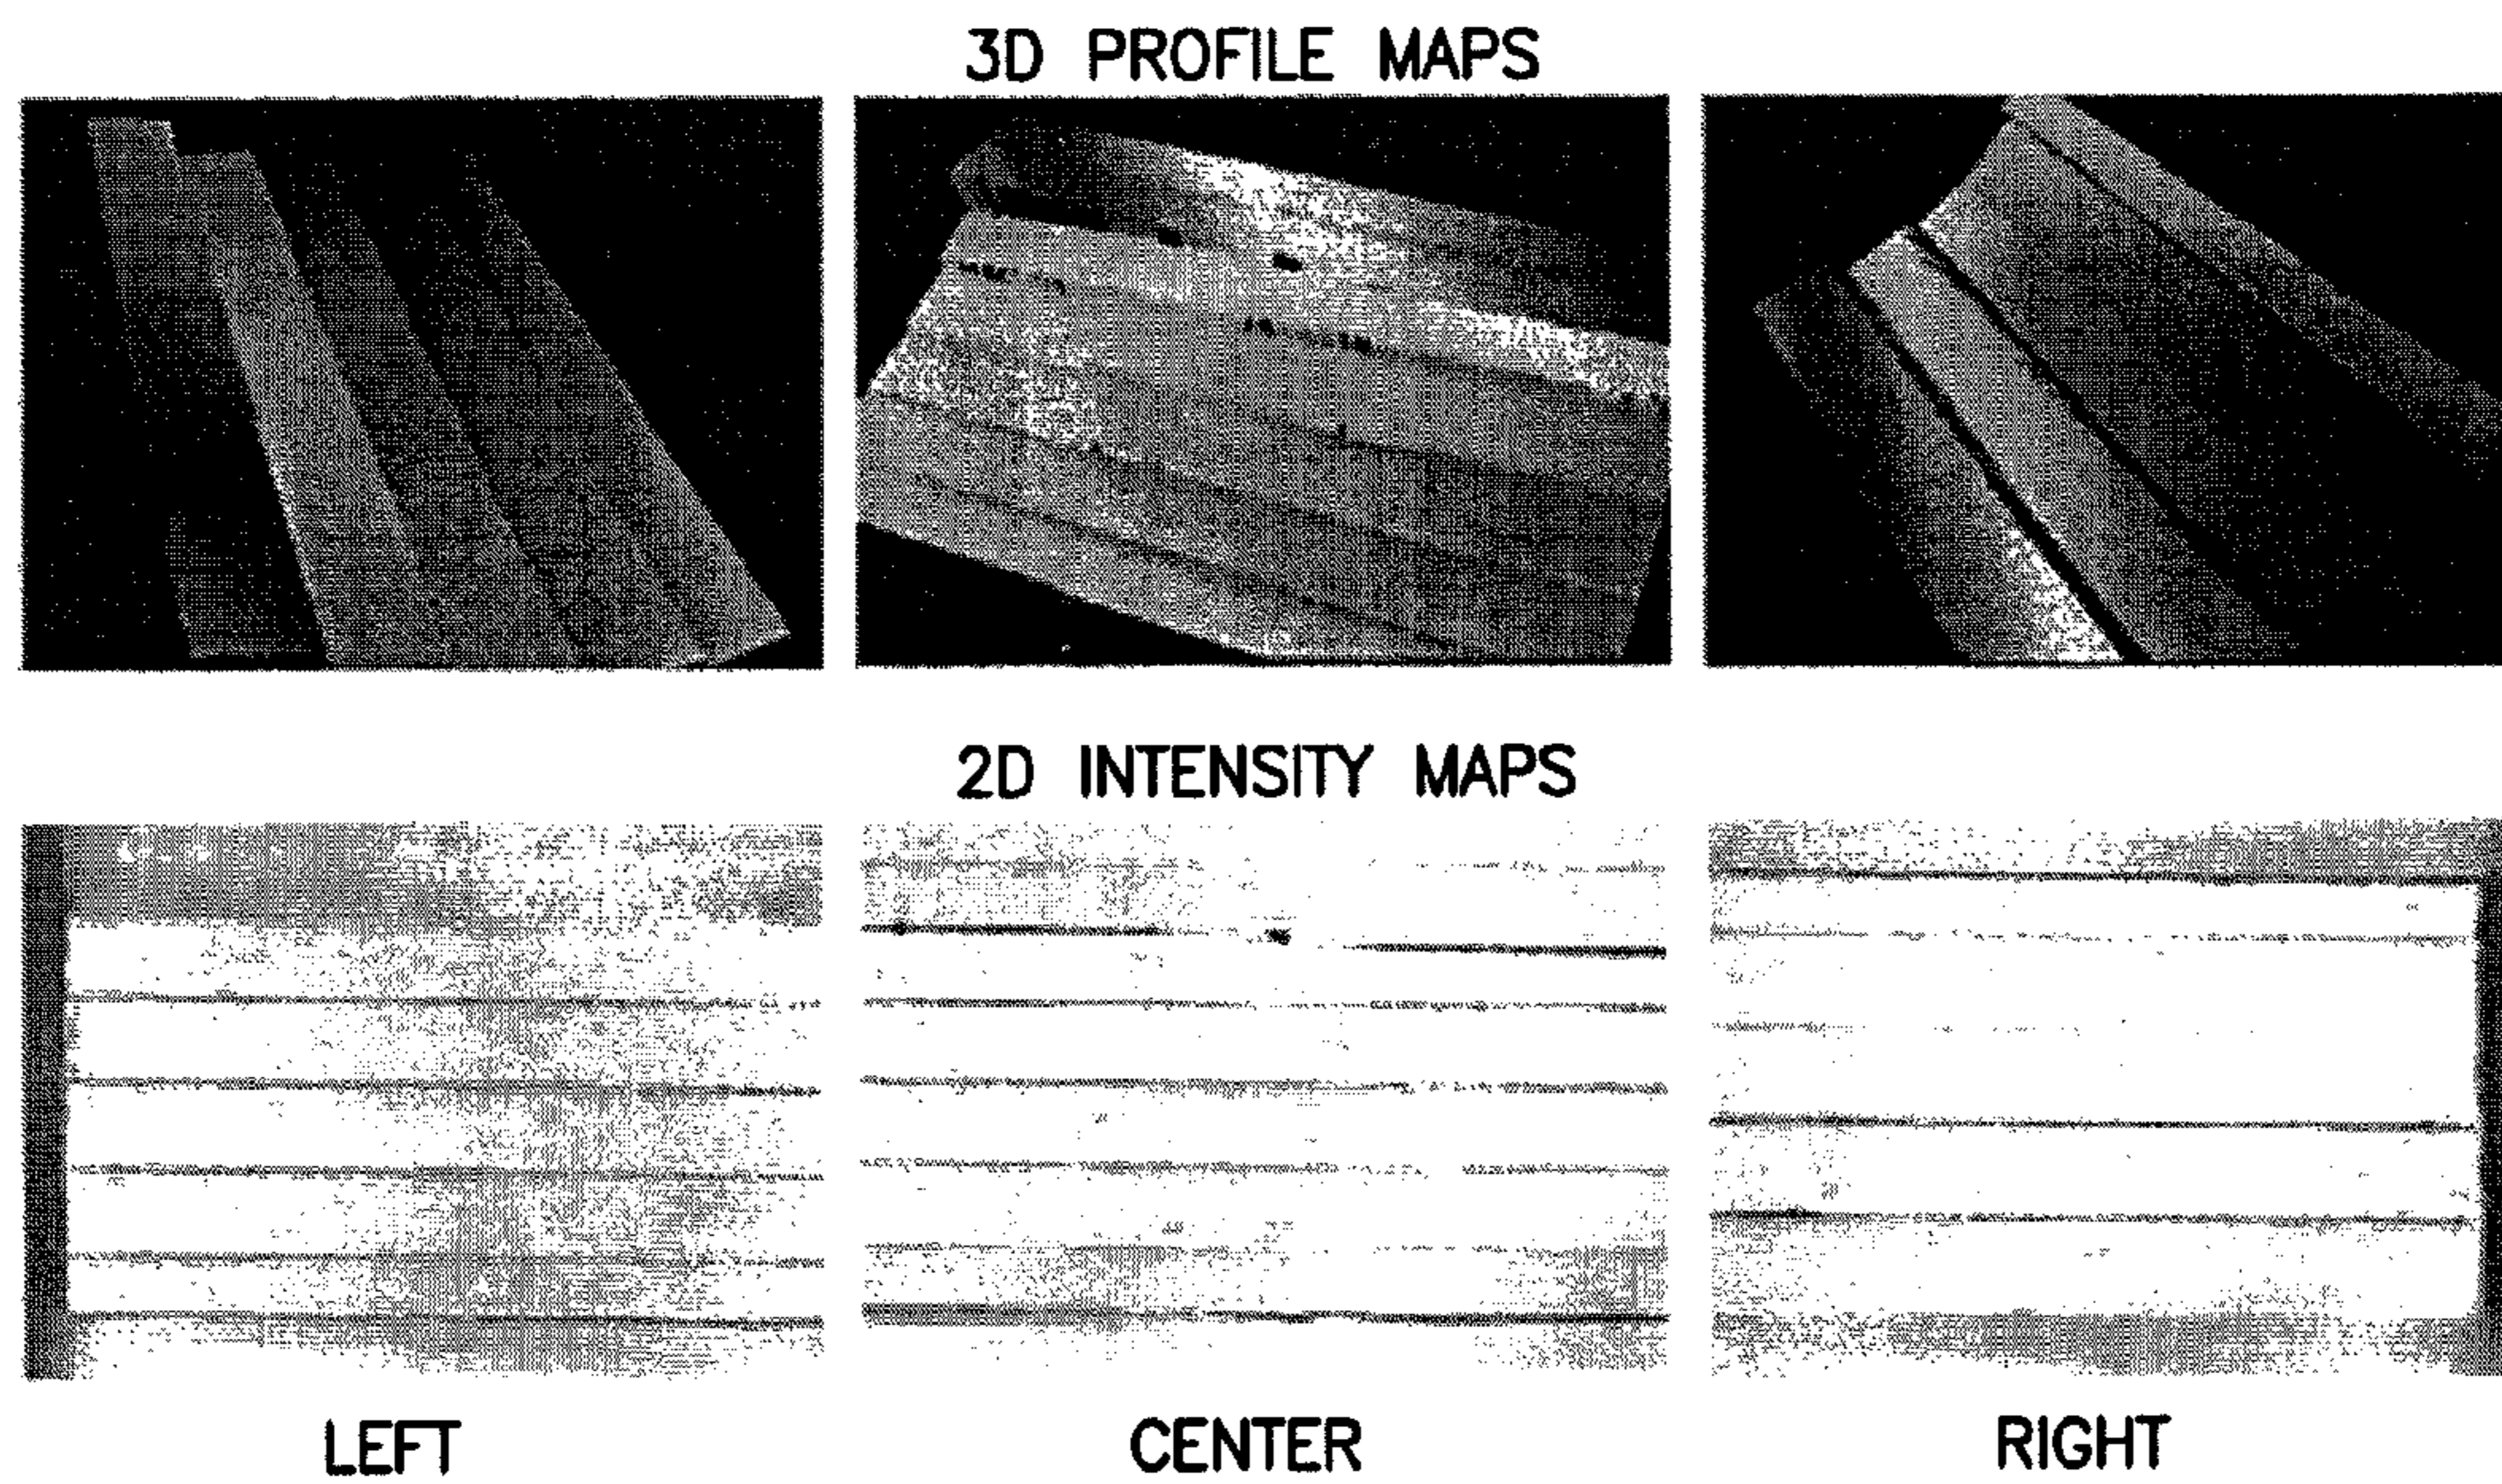 3D PROFILE MAPS
2D INTENSITY MAPS
LEFT
CENTER
RIGHT